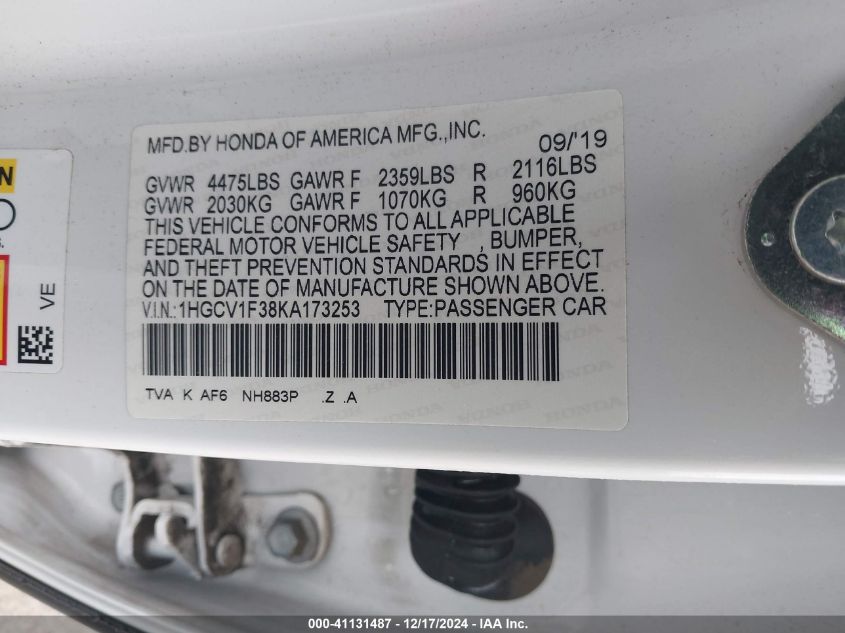 MFD.BY HONDA OF AMERICA MFG.,INC. 09/'19
GVWR 4475LBS GAWR F 2359LBS R 2116LBS
GVWR 2030KG GAWR F 1070KG R 960KG
THIS VEHICLE CONFORMS TO ALL APPLICABLE
FEDERAL MOTOR VEHICLE SAFETY , BUMPER,
AND THEFT PREVENTION STANDARDS IN EFFECT
ON THE DATE OF MANUFACTURE SHOWN ABOVE.
V.I.N.:1HGCV1F38KA173253 TYPE:PASSENGER CAR
TVA K AF6 NH883P .Z .A
VE
000-41131487 - 12/17/2024 - IAA Inc.